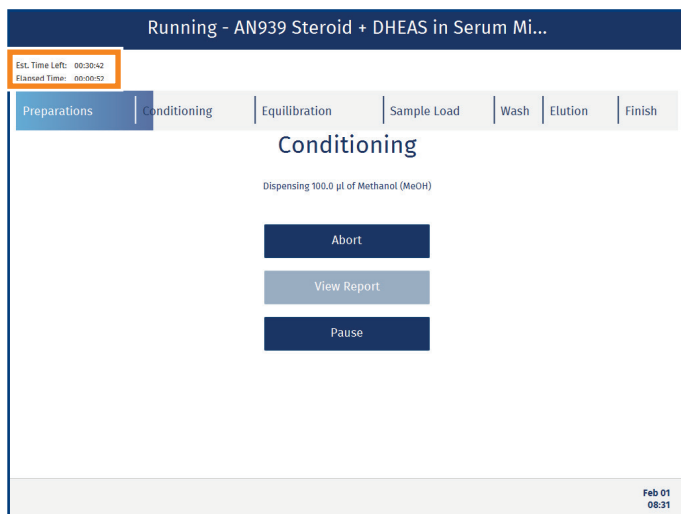 Running - AN939 Steroid + DHEAS in Serum Mi...
Est. Time Left: 00:30:42
Elapsed Time: 00:00:52
Preparations Conditioning Equilibration Sample Load Wash Elution Finish
Conditioning
Dispensing 100.0 µl of Methanol (MeOH)
Abort
View Report
Pause
Feb 01
08:31